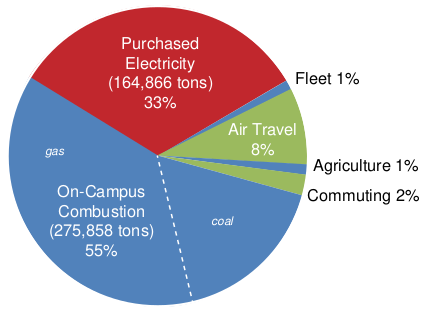 Purchased
Electricity
(164,866 tons)
33%
Fleet 1%
Air Travel
8%
Agriculture 1%
Commuting 2%
gas
On-Campus
Combustion
(275,858 tons)
55%
coal